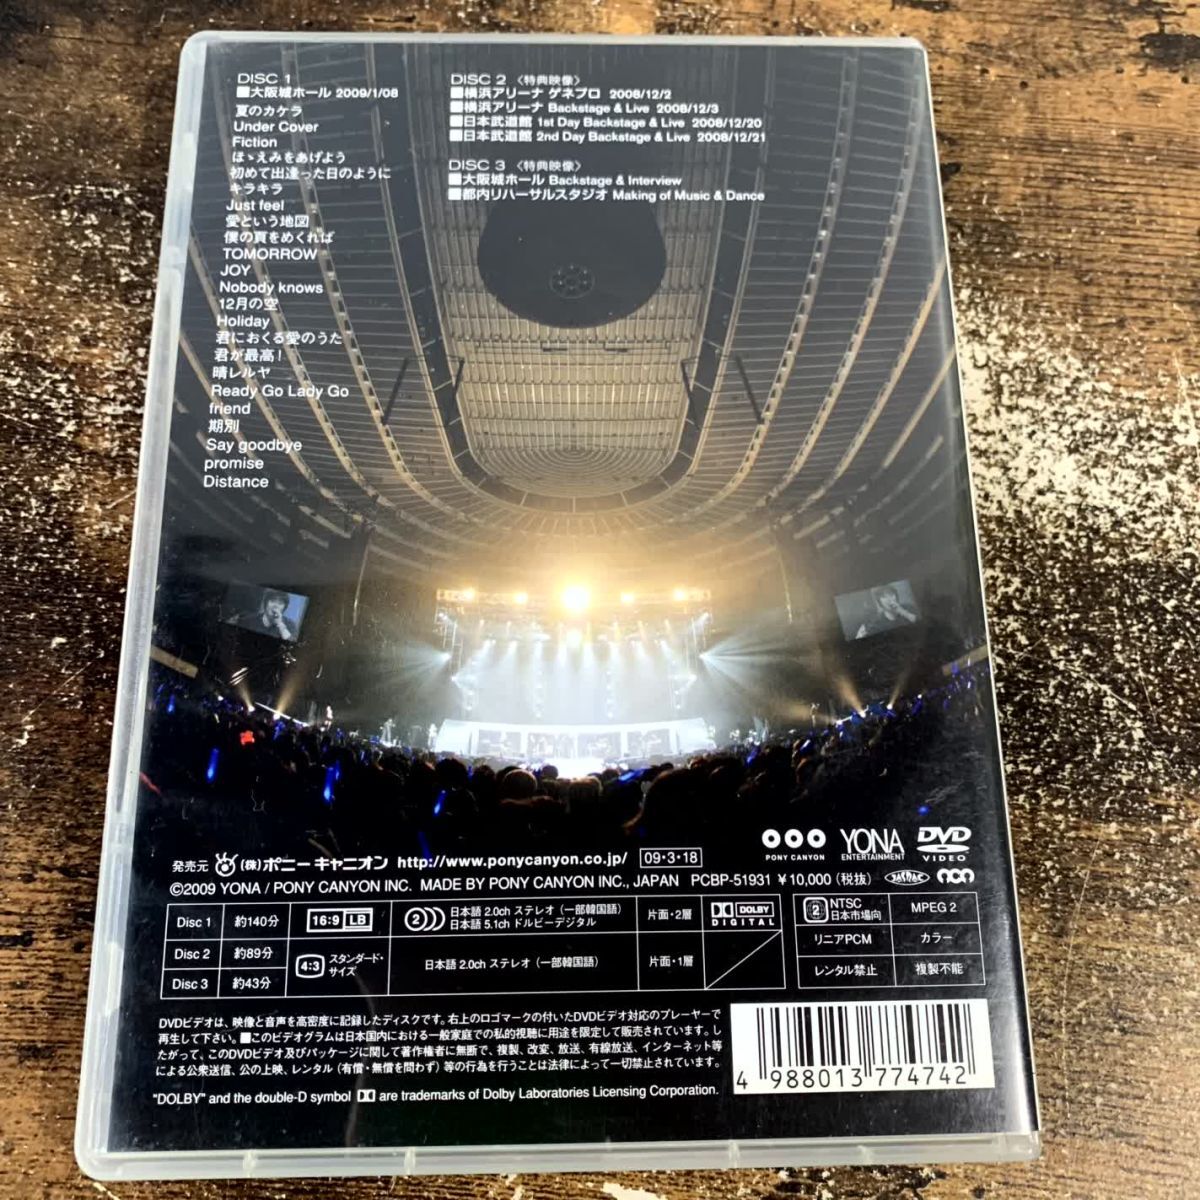 DISC 1
■大阪城ホール 2009/1/08
夏のカケラ
Under Cover
Fiction
ほゝえみをあげよう
初めて出逢った日のように
キラキラ
Just feel
愛という地図
僕の頁をめくれば
TOMORROW
JOY
Nobody knows
12月の空
Holiday
君におくる愛のうた
君が最高!
晴レルヤ
Ready Go Lady Go
friend
期別
Say goodbye
promise
Distance
DISC 2 〈特典映像〉
■横浜アリーナ ゲネプロ 2008/12/2
■横浜アリーナ Backstage & Live 2008/12/3
■日本武道館 1st Day Backstage & Live 2008/12/20
■日本武道館 2nd Day Backstage & Live 2008/12/21
DISC 3 〈特典映像〉
■大阪城ホール Backstage & Interview
■都内リハーサルスタジオ Making of Music & Dance
PONY CANYON
YONA
ENTERTAINMENT
DVD
VIDEO
発売元 (株)ポニーキャニオン http://www.ponycanyon.co.jp/ 09・3・18
©2009 YONA / PONY CANYON INC. MADE BY PONY CANYON INC., JAPAN PCBP-51931 ¥10,000(税抜)
Disc 1 約140分 16:9 LB 2 日本語 2.0ch ステレオ(一部韓国語) 片面・2層 DOLBY DIGITAL
日本語 5.1ch ドルビーデジタル
Disc 2 約89分 4:3 スタンダード・サイズ 日本語 2.0ch ステレオ(一部韓国語) 片面・1層
Disc 3 約43分
2 NTSC 日本市場向 MPEG 2
リニアPCM カラー
レンタル禁止 複製不能
DVDビデオは、映像と音声を高密度に記録したディスクです。右上のロゴマークの付いたDVDビデオ対応のプレーヤーで
再生して下さい。■このビデオグラムは日本国内における一般家庭での私的視聴に用途を限定して販売されています。し
たがって、このDVDビデオ及びパッケージに関して著作権者に無断で、複製、改変、放送、有線放送、インターネット等
による公衆送信、公の上映、レンタル(有償・無償を問わず)等の行為を行うことは法律によって一切禁止されています。
"DOLBY" and the double-D symbol are trademarks of Dolby Laboratories Licensing Corporation.
4 988013 774742